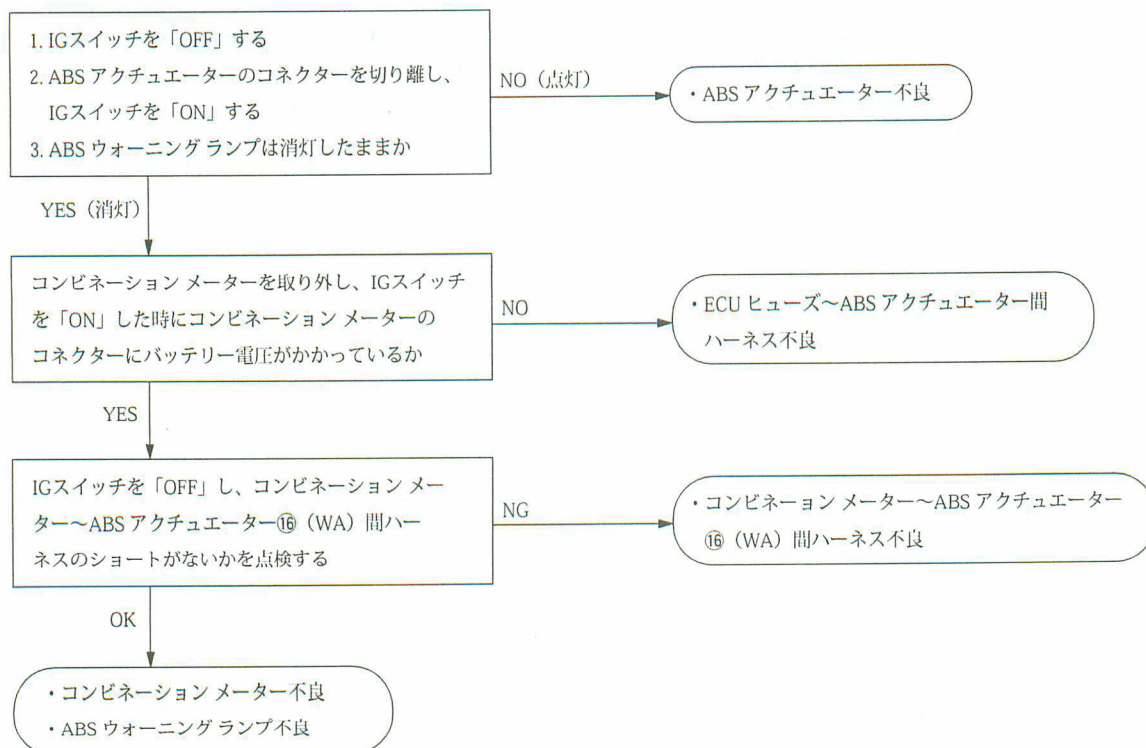 1. IGスイッチを「OFF」する
2. ABS アクチュエーターのコネクターを切り離し、
IGスイッチを「ON」する
3. ABS ウォーニング ランプは消灯したままか
NO（点灯）
・ABS アクチュエーター不良
YES（消灯）
コンビネーション メーターを取り外し、IGスイッチ
を「ON」した時にコンビネーション メーターの
コネクターにバッテリー電圧がかかっているか
NO
・ECU ヒューズ～ABS アクチュエーター間
ハーネス不良
YES
IGスイッチを「OFF」し、コンビネーション メー
ター～ABS アクチュエーター⑯（WA）間ハー
ネスのショートがないかを点検する
NG
・コンビネーョン メーター～ABS アクチュエーター
⑯（WA）間ハーネス不良
OK
・コンビネーション メーター不良
・ABS ウォーニング ランプ不良